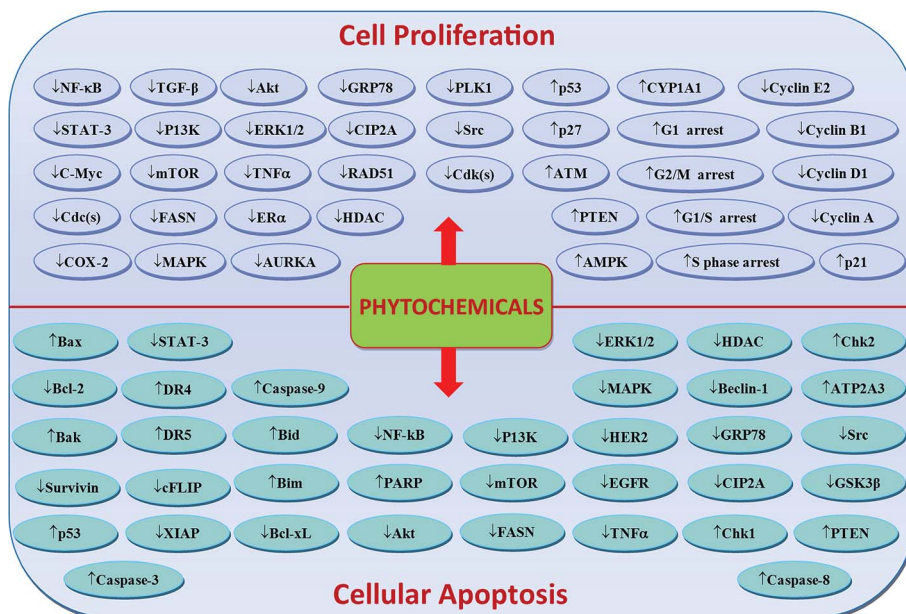 Cell Proliferation
↓NF-κB ↓TGF-β ↓Akt ↓GRP78 ↓PLK1 ↑p53 ↑CYP1A1 ↓Cyclin E2
↓STAT-3 ↓P13K ↓ERK1/2 ↓CIP2A ↓Src ↑p27 ↑G1 arrest ↓Cyclin B1
↓C-Myc ↓mTOR ↓TNFα ↓RAD51 ↓Cdk(s) ↑ATM ↑G2/M arrest ↓Cyclin D1
↓Cdc(s) ↓FASN ↓ERα ↓HDAC ↑PTEN ↑G1/S arrest ↓Cyclin A
↓COX-2 ↓MAPK ↓AURKA ↑AMPK ↑S phase arrest ↑p21
PHYTOCHEMICALS
↑Bax ↓STAT-3 ↓ERK1/2 ↓HDAC ↑Chk2
↓Bcl-2 ↑DR4 ↑Caspase-9 ↓MAPK ↓Beclin-1 ↑ATP2A3
↑Bak ↑DR5 ↑Bid ↓NF-kB ↓P13K ↓HER2 ↓GRP78 ↓Src
↓Survivin ↓cFLIP ↑Bim ↑PARP ↓mTOR ↓EGFR ↓CIP2A ↓GSK3β
↑p53 ↓XIAP ↓Bcl-xL ↓Akt ↓FASN ↓TNFα ↑Chk1 ↑PTEN
↑Caspase-3 ↑Caspase-8
Cellular Apoptosis